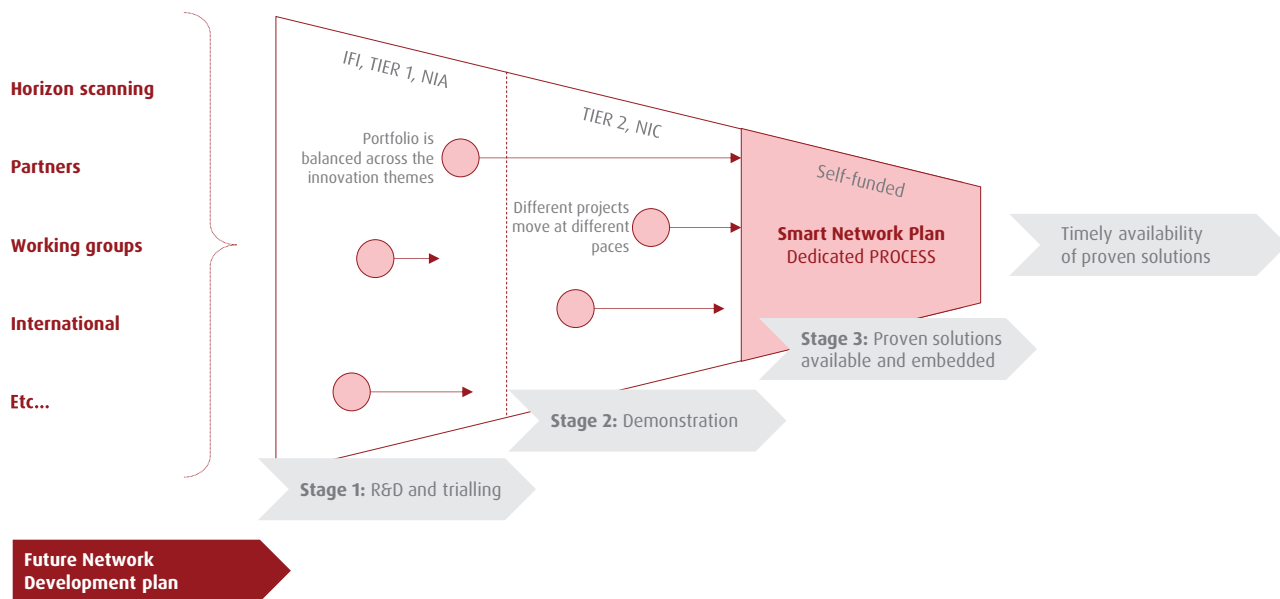 Horizon scanning
Partners
Working groups
International
Etc...
IFI, TIER 1, NIA
TIER 2, NIC
Self-funded
Portfolio is
balanced across the
innovation themes
Different projects
move at different
paces
Smart Network Plan
Dedicated PROCESS
Timely availability
of proven solutions
Stage 3: Proven solutions
available and embedded
Stage 2: Demonstration
Stage 1: R&D and trialling
Future Network
Development plan